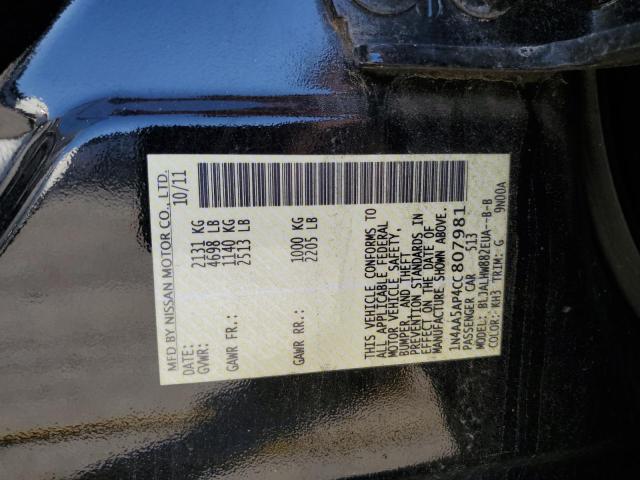 MFD BY NISSAN MOTOR CO., LTD.
DATE: 10/11
GVWR: 2131 KG
4698 LB
GAWR FR.: 1140 KG
2513 LB
GAWR RR.: 1000 KG
2205 LB
THIS VEHICLE CONFORMS TO
ALL APPLICABLE FEDERAL
MOTOR VEHICLE SAFETY,
BUMPER, AND THEFT
PREVENTION STANDARDS IN
EFFECT ON THE DATE OF
MANUFACTURE SHOWN ABOVE.
1N4AA5AP4CC807981
PASSENGER CAR 513
MODEL: BLJALHW882EUA--B-B
COLOR: KH3 TRIM: G 9N00A